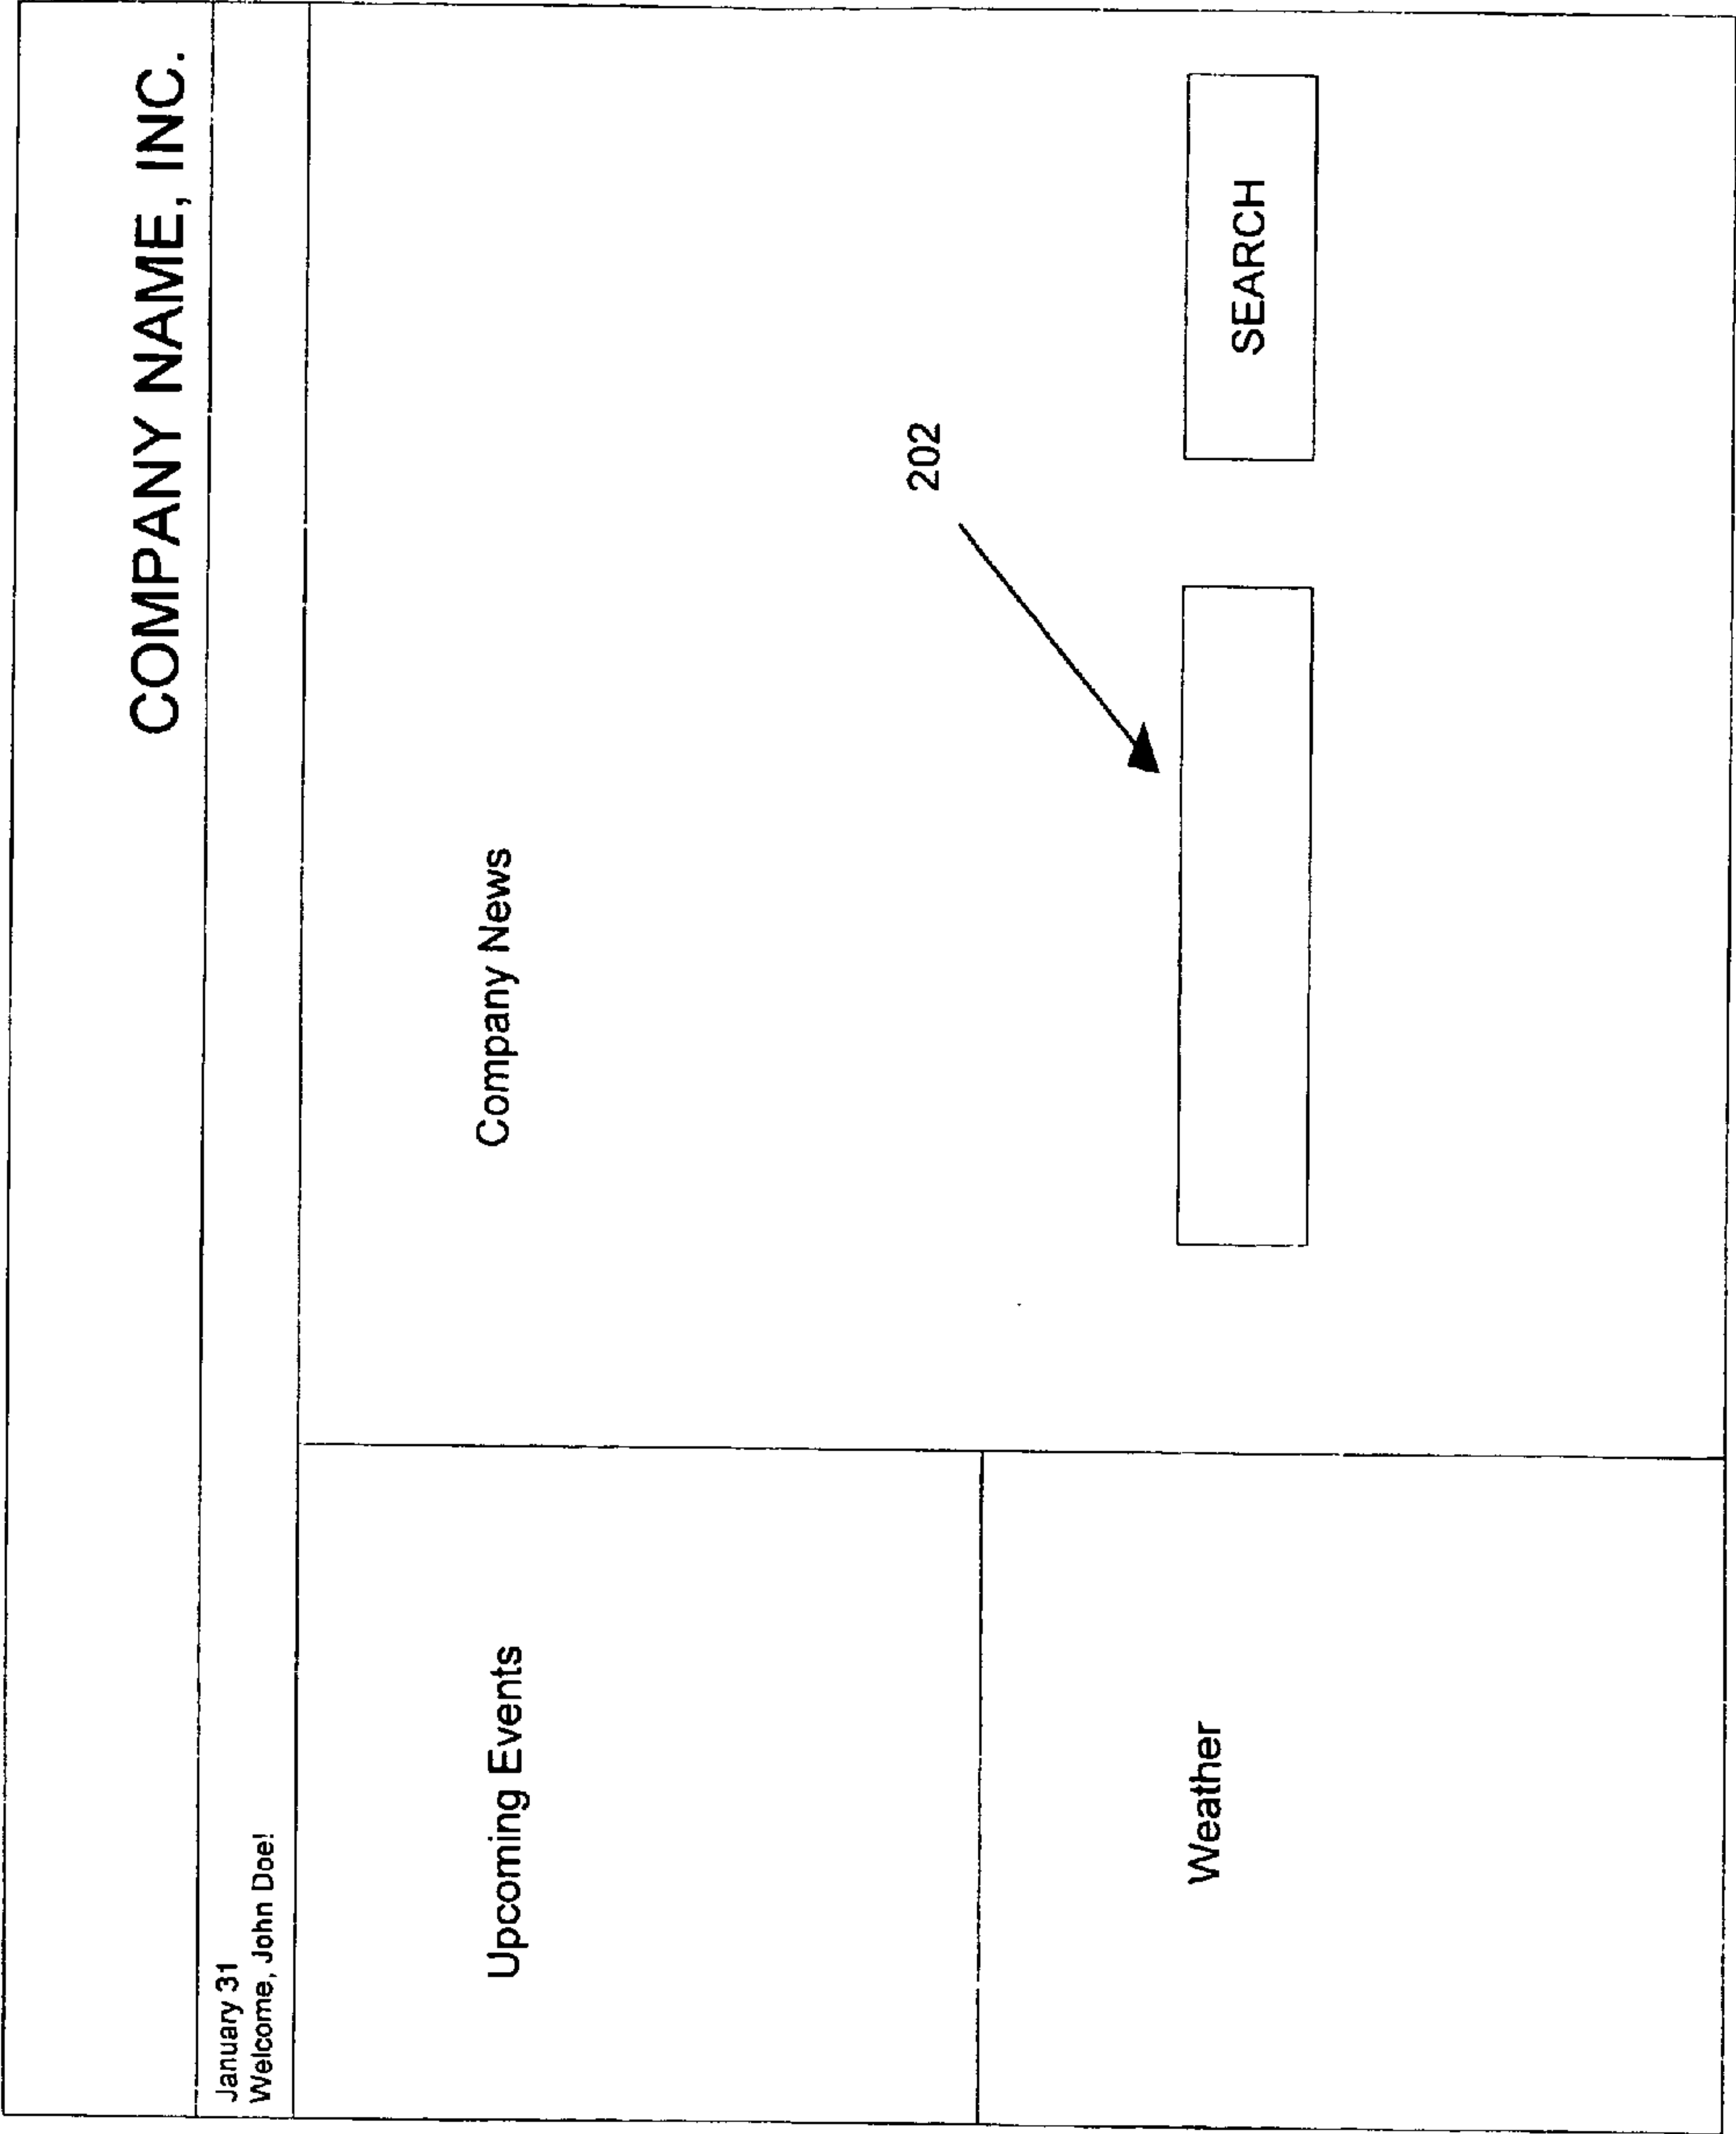 COMPANY NAME, INC.
January 31
Welcome, John Doe!
Upcoming Events
Company News
202
Weather
SEARCH